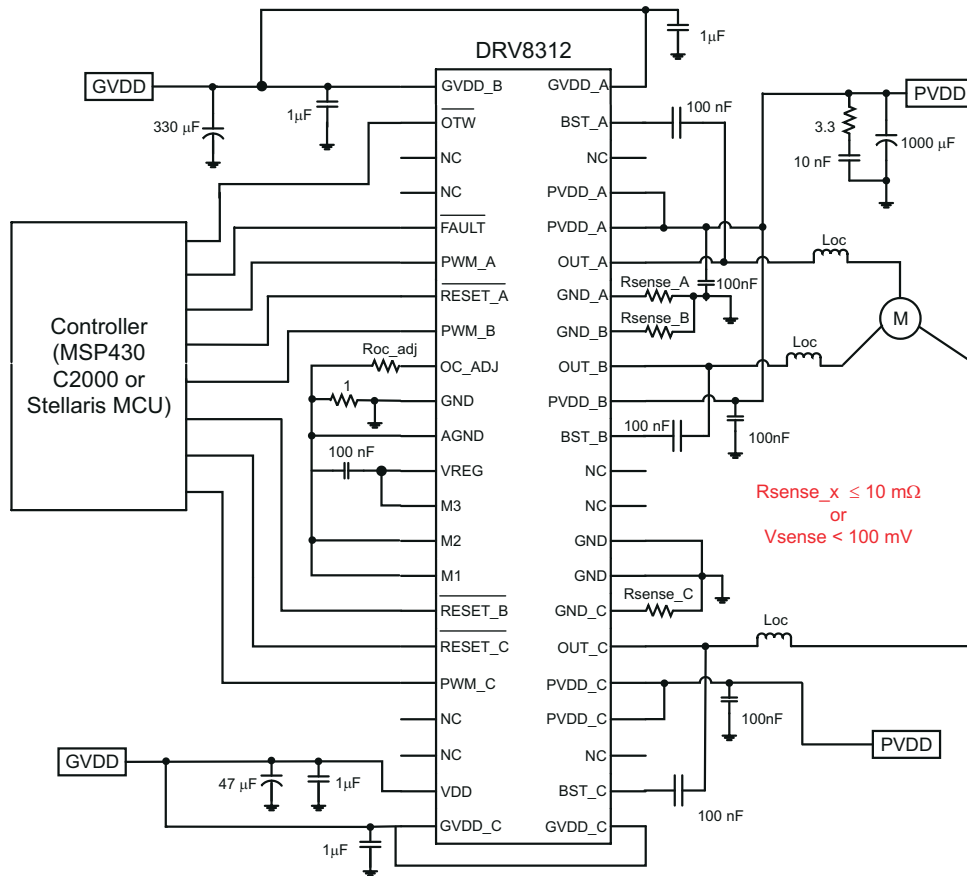 DRV8312
1μF
GVDD
330 μF
1μF
GVDD_B
OTW
NC
NC
FAULT
PWM_A
RESET_A
PWM_B
OC_ADJ
GND
AGND
VREG
M3
M2
M1
RESET_B
RESET_C
PWM_C
NC
NC
VDD
GVDD_C
GVDD_A
BST_A
NC
PVDD_A
PVDD_A
OUT_A
GND_A
GND_B
OUT_B
PVDD_B
BST_B
NC
NC
GND
GND
GND_C
OUT_C
PVDD_C
PVDD_C
NC
BST_C
GVDD_C
Controller
(MSP430
C2000 or
Stellaris MCU)
Roc_adj
1
100 nF
GVDD
47 μF
1μF
1μF
100 nF
PVDD
3.3
10 nF
1000 μF
Loc
100nF
Rsense_A
Rsense_B
M
Loc
100 nF
100nF
Rsense_x ≤ 10 mΩ
or
Vsense < 100 mV
Rsense_C
Loc
100nF
PVDD
100 nF